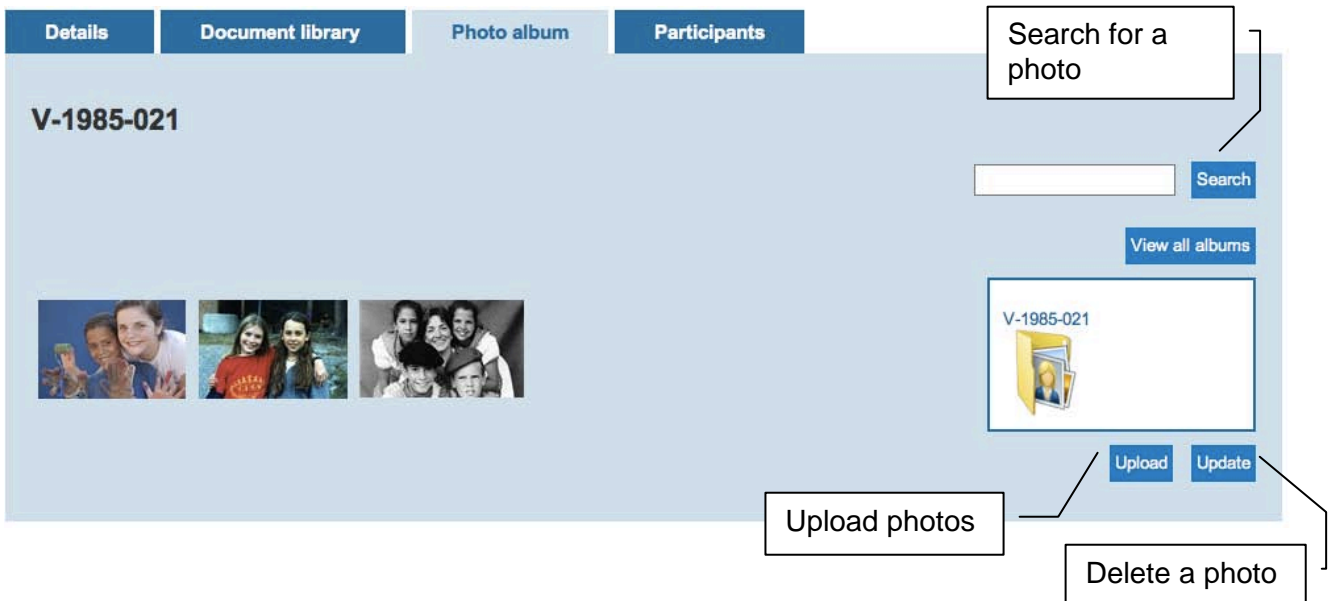 Details Document library Photo album Participants
Search for a
photo
V-1985-021
Search
View all albums
V-1985-021
Upload Update
Upload photos
Delete a photo